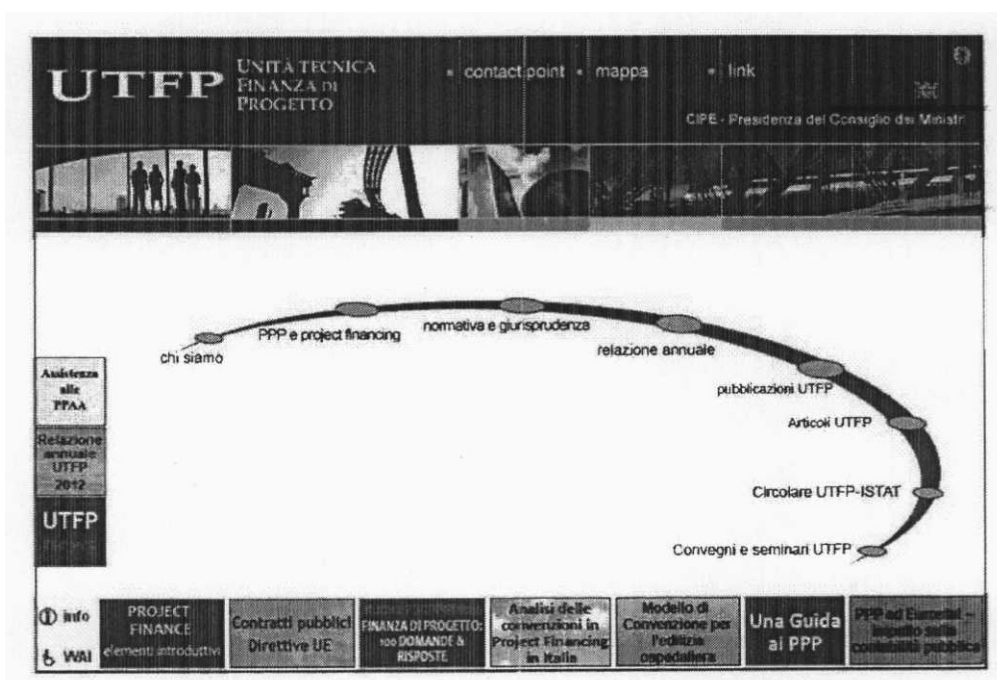 UTFP
UNITÀ TECNICA
FINANZA DI
PROGETTO
contact point
mappa
link
CIPE - Presidenza del Consiglio dei Ministri
chi siamo
PPP e project financing
normativa e giurisprudenza
relazione annuale
pubblicazioni UTFP
Articoli UTFP
Circolare UTFP-ISTAT
Convegni e seminari UTFP
Assistenza
alle
PPAA
Relazione
annuale
UTFP
2012
UTFP
info
WAI
PROJECT
FINANCE
elementi introduttivi
Contratti pubblici
Direttive UE
FINANZA DI PROGETTO:
100 DOMANDE &
RISPOSTE
Analisi delle
convenzioni in
Project Financing
in Italia
Modello di
Convenzione per
l'edilizia
ospedaliera
Una Guida
ai PPP
PPP ed Eurostat –
contabilità pubblica